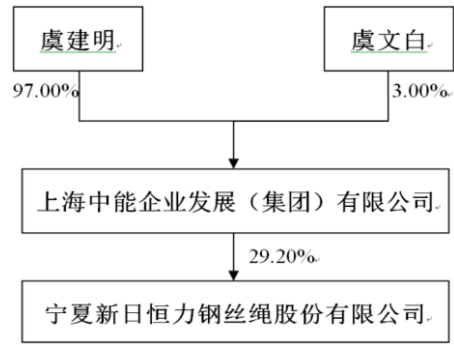 虞建明
虞文白
97.00%
3.00%
上海中能企业发展（集团）有限公司
29.20%
宁夏新日恒力钢丝绳股份有限公司